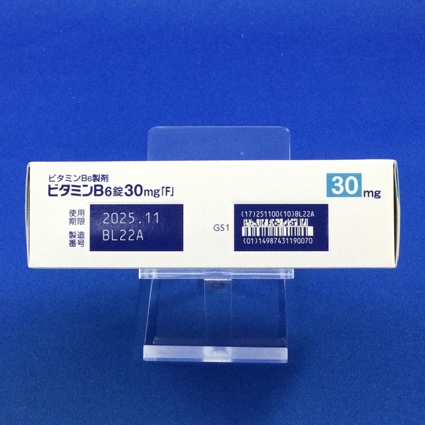 ビタミンB6製剤
ビタミンB6錠30mg「F」
30mg
使用
期限
2025.11
製造
番号
BL22A
GS1
(17)251100(10)BL22A
(01)14987431190070